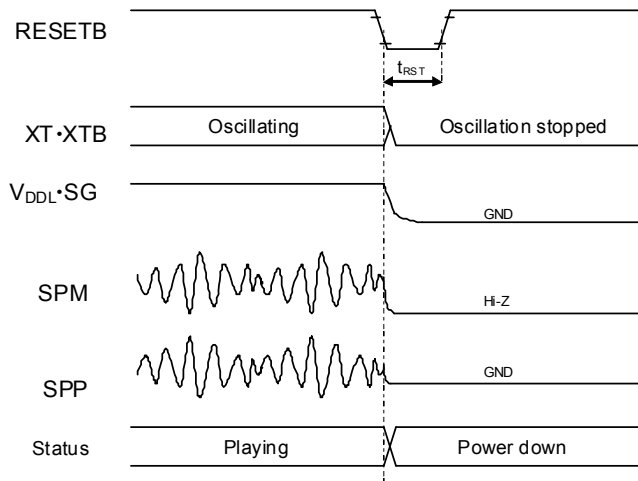 RESETB
tRST
XT·XTB
Oscillating
Oscillation stopped
VDDL·SG
GND
SPM
Hi-Z
SPP
GND
Status
Playing
Power down